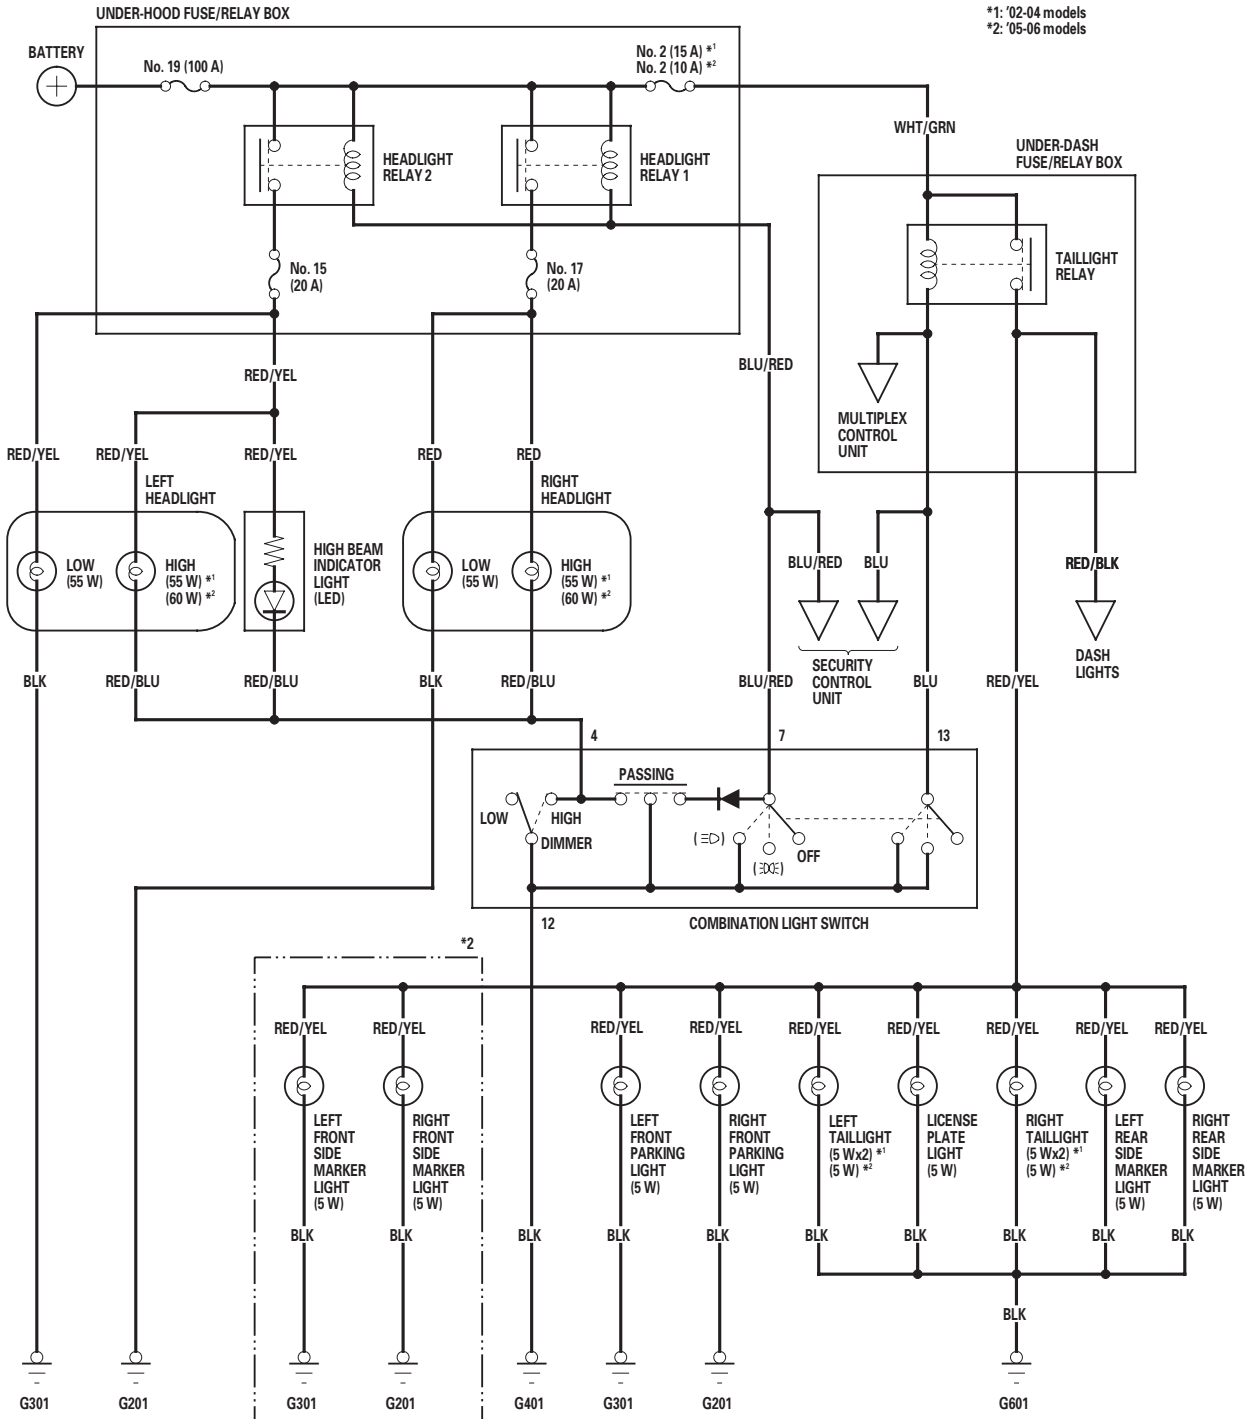 UNDER-HOOD FUSE/RELAY BOX
*1: '02-04 models
*2: '05-06 models
BATTERY
No. 19 (100 A)
No. 2 (15 A) *1
No. 2 (10 A) *2
WHT/GRN
HEADLIGHT
RELAY 2
HEADLIGHT
RELAY 1
UNDER-DASH
FUSE/RELAY BOX
TAILLIGHT
RELAY
No. 15
(20 A)
No. 17
(20 A)
RED/YEL
BLU/RED
MULTIPLEX
CONTROL
UNIT
RED/YEL
RED/YEL
RED/YEL
RED
RED
LEFT
HEADLIGHT
RIGHT
HEADLIGHT
LOW
(55 W)
HIGH
(55 W) *1
(60 W) *2
HIGH BEAM
INDICATOR
LIGHT
(LED)
LOW
(55 W)
HIGH
(55 W) *1
(60 W) *2
BLU/RED
BLU
RED/BLK
SECURITY
CONTROL
UNIT
DASH
LIGHTS
BLK
RED/BLU
RED/BLU
BLK
RED/BLU
BLU/RED
BLU
RED/YEL
4
7
13
PASSING
LOW
HIGH
DIMMER
OFF
12
COMBINATION LIGHT SWITCH
*2
RED/YEL
RED/YEL
RED/YEL
RED/YEL
RED/YEL
RED/YEL
RED/YEL
RED/YEL
RED/YEL
LEFT
FRONT
SIDE
MARKER
LIGHT
(5 W)
RIGHT
FRONT
SIDE
MARKER
LIGHT
(5 W)
LEFT
FRONT
PARKING
LIGHT
(5 W)
RIGHT
FRONT
PARKING
LIGHT
(5 W)
LEFT
TAILLIGHT
(5 Wx2) *1
(5 W) *2
LICENSE
PLATE
LIGHT
(5 W)
RIGHT
TAILLIGHT
(5 Wx2) *1
(5 W) *2
LEFT
REAR
SIDE
MARKER
LIGHT
(5 W)
RIGHT
REAR
SIDE
MARKER
LIGHT
(5 W)
BLK
BLK
BLK
BLK
BLK
BLK
BLK
BLK
BLK
BLK
BLK
G301
G201
G301
G201
G401
G301
G201
G601